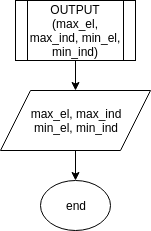 OUTPUT
(max_el,
max_ind, min_el,
min_ind)
max_el, max_ind
min_el, min_ind
end